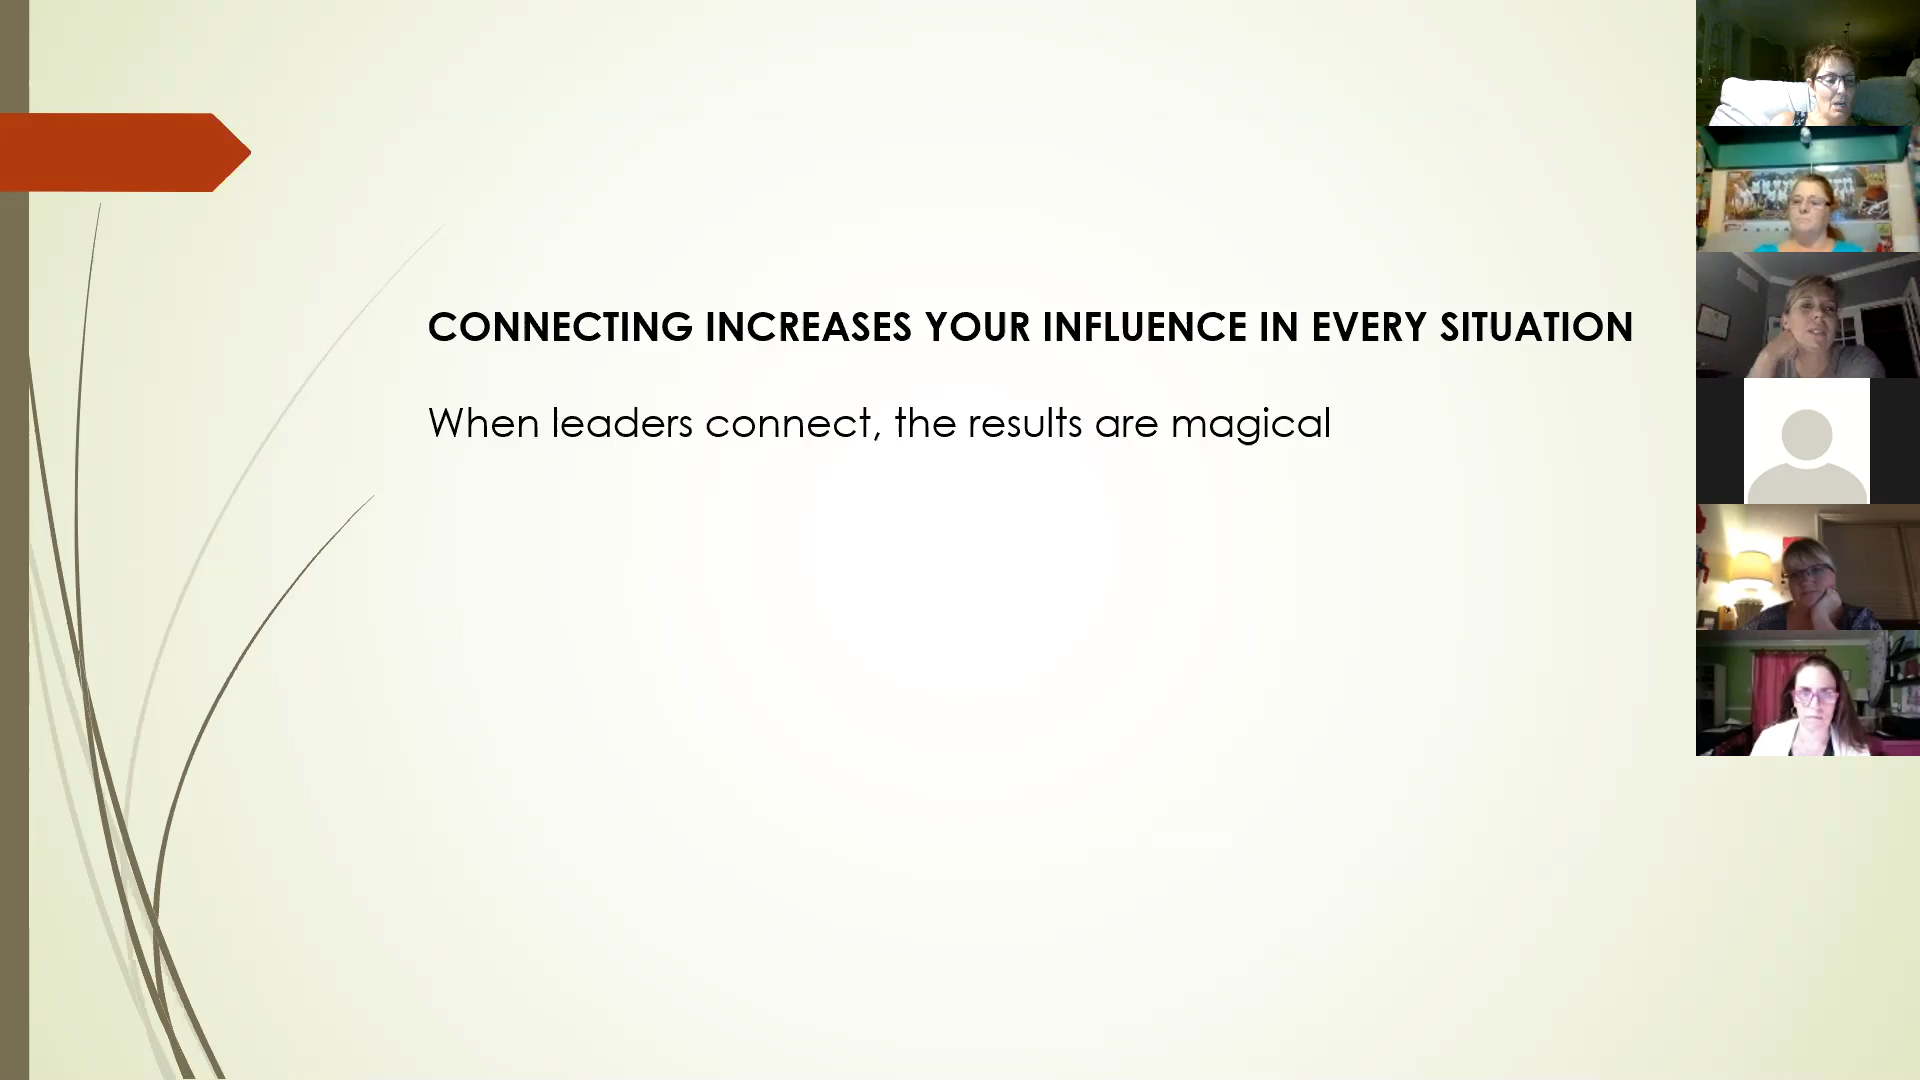 CONNECTING INCREASES YOUR INFLUENCE IN EVERY SITUATION
When leaders connect, the results are magical